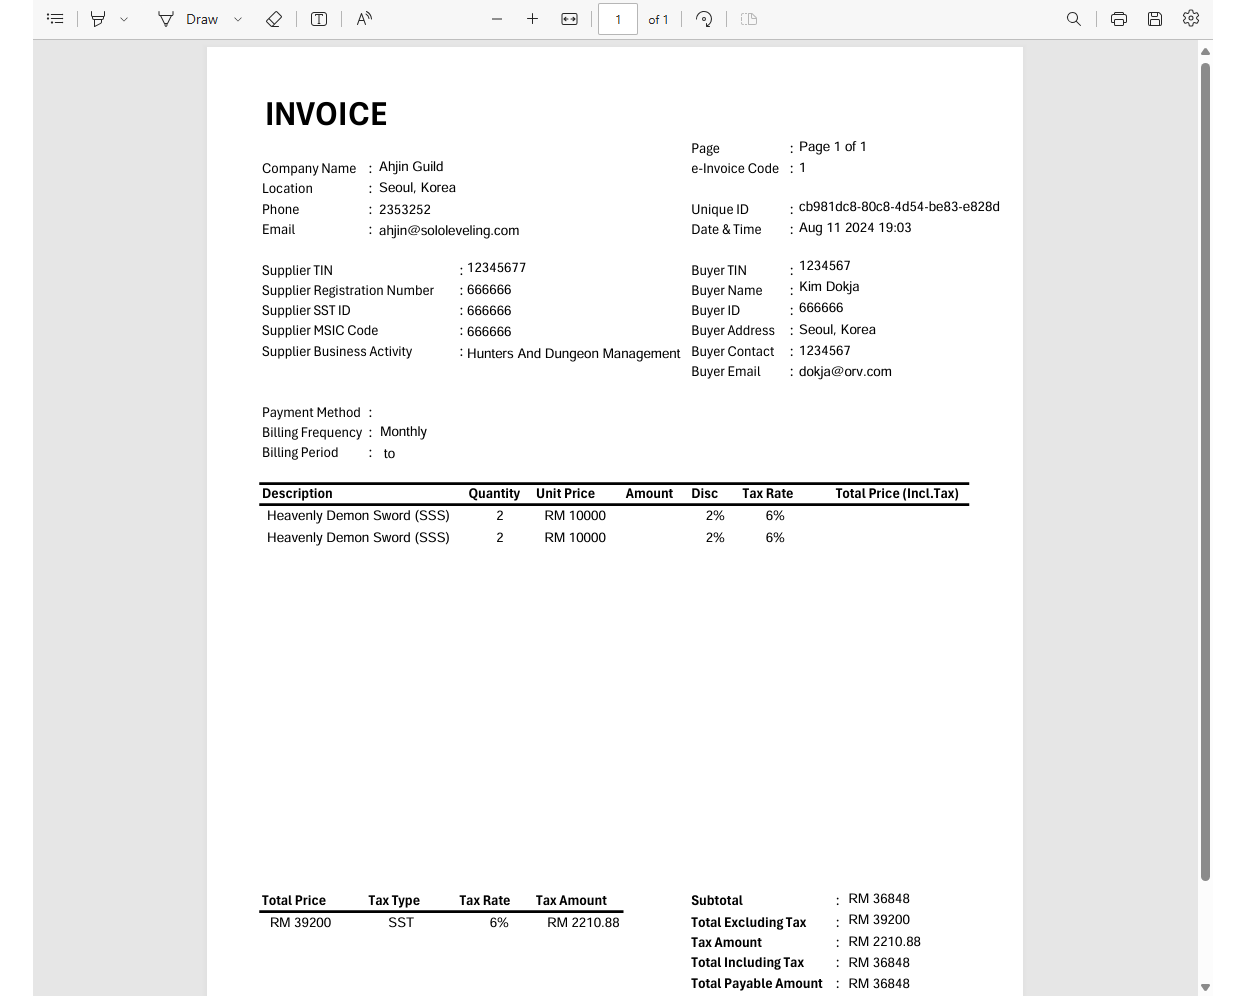 Draw
1 of 1
INVOICE
Page : Page 1 of 1
Company Name : Ahjin Guild
e-Invoice Code : 1
Location : Seoul, Korea
Phone : 2353252
Unique ID : cb981dc8-80c8-4d54-be83-e828d
Email : ahjin@sololeveling.com
Date & Time : Aug 11 2024 19:03
Supplier TIN : 12345677
Buyer TIN : 1234567
Supplier Registration Number : 666666
Buyer Name : Kim Dokja
Supplier SST ID : 666666
Buyer ID : 666666
Supplier MSIC Code : 666666
Buyer Address : Seoul, Korea
Supplier Business Activity : Hunters And Dungeon Management
Buyer Contact : 1234567
Buyer Email : dokja@orv.com
Payment Method :
Billing Frequency : Monthly
Billing Period : to
Description Quantity Unit Price Amount Disc Tax Rate Total Price (Incl.Tax)
Heavenly Demon Sword (SSS) 2 RM 10000 2% 6%
Heavenly Demon Sword (SSS) 2 RM 10000 2% 6%
Total Price Tax Type Tax Rate Tax Amount
RM 39200 SST 6% RM 2210.88
Subtotal : RM 36848
Total Excluding Tax : RM 39200
Tax Amount : RM 2210.88
Total Including Tax : RM 36848
Total Payable Amount : RM 36848